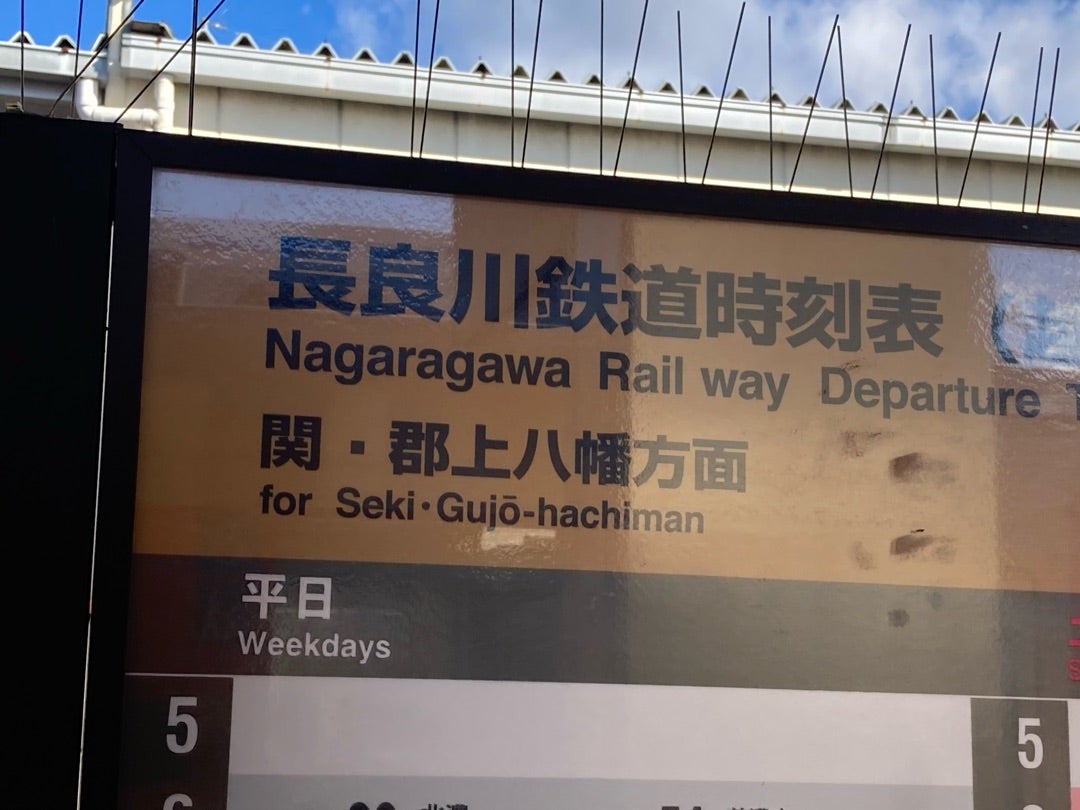 長良川鉄道時刻表
Nagaragawa Rail way Departure
関・郡上八幡方面
for Seki・Gujō-hachiman
平日
Weekdays
5 5